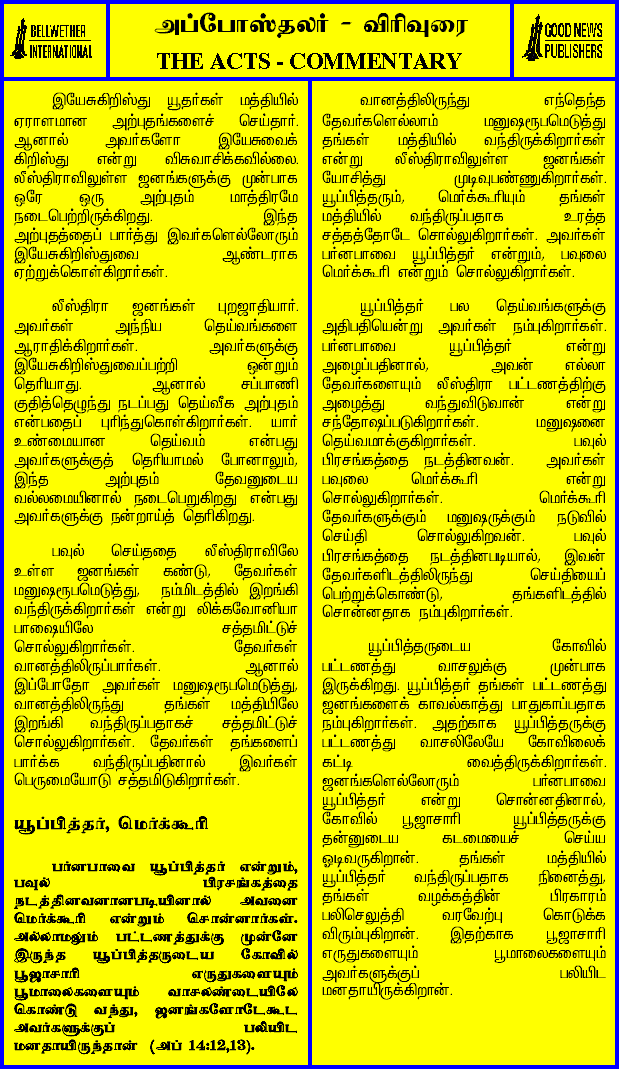 BELLWETHER
INTERNATIONAL
அப்போஸ்தலர் - விரிவுரை
THE ACTS - COMMENTARY
GOOD NEWS
PUBLISHERS
இயேசுகிறிஸ்து யூதர்கள் மத்தியில்
ஏராளமான அற்புதங்களைச் செய்தார்.
ஆனால் அவர்களோ இயேசுவைக்
கிறிஸ்து என்று விசுவாசிக்கவில்லை.
லீஸ்திராவிலுள்ள ஜனங்களுக்கு முன்பாக
ஒரே ஒரு அற்புதம் மாத்திரமே
நடைபெற்றிருக்கிறது. இந்த
அற்புதத்தைப் பார்த்து இவர்களெல்லோரும்
இயேசுகிறிஸ்துவை ஆண்டராக
ஏற்றுக்கொள்கிறார்கள்.
லீஸ்திரா ஜனங்கள் புறஜாதியார்.
அவர்கள் அந்நிய தெய்வங்களை
ஆராதிக்கிறார்கள். அவர்களுக்கு
இயேசுகிறிஸ்துவைப்பற்றி ஒன்றும்
தெரியாது. ஆனால் சப்பாணி
குதித்தெழுந்து நடப்பது தெய்வீக அற்புதம்
என்பதைப் புரிந்துகொள்கிறார்கள். யார்
உண்மையான தெய்வம் என்பது
அவர்களுக்குத் தெரியாமல் போனாலும்,
இந்த அற்புதம் தேவனுடைய
வல்லமையினால் நடைபெறுகிறது என்பது
அவர்களுக்கு நன்றாய்த் தெரிகிறது.
பவுல் செய்ததை லீஸ்திராவிலே
உள்ள ஜனங்கள் கண்டு, தேவர்கள்
மனுஷரூபமெடுத்து, நம்மிடத்தில் இறங்கி
வந்திருக்கிறார்கள் என்று லிக்கவோனியா
பாஷையிலே சத்தமிட்டுச்
சொல்லுகிறார்கள். தேவர்கள்
வானத்திலிருப்பார்கள். ஆனால்
இப்போதோ அவர்கள் மனுஷரூபமெடுத்து,
வானத்திலிருந்து தங்கள் மத்தியிலே
இறங்கி வந்திருப்பதாகச் சத்தமிட்டுச்
சொல்லுகிறார்கள். தேவர்கள் தங்களைப்
பார்க்க வந்திருப்பதினால் இவர்கள்
பெருமையோடு சத்தமிடுகிறார்கள்.
யூப்பித்தர், மெர்க்கூரி
பர்னபாவை யூப்பித்தர் என்றும்,
பவுல் பிரசங்கத்தை
நடத்தினவனானபடியினால் அவனை
மெர்க்கூரி என்றும் சொன்னார்கள்.
அல்லாமலும் பட்டணத்துக்கு முன்னே
இருந்த யூப்பித்தருடைய கோவில்
பூஜாசாரி எருதுகளையும்
பூமாலைகளையும் வாசலண்டையிலே
கொண்டு வந்து, ஜனங்களோடேகூட
அவர்களுக்குப் பலியிட
மனதாயிருந்தான் (அப் 14:12,13).
வானத்திலிருந்து எந்தெந்த
தேவர்களெல்லாம் மனுஷரூபமெடுத்து
தங்கள் மத்தியில் வந்திருக்கிறார்கள்
என்று லீஸ்திராவிலுள்ள ஜனங்கள்
யோசித்து முடிவுபண்ணுகிறார்கள்.
யூப்பித்தரும், மெர்க்கூரியும் தங்கள்
மத்தியில் வந்திருப்பதாக உரத்த
சத்தத்தோடே சொல்லுகிறார்கள். அவர்கள்
பர்னபாவை யூப்பித்தர் என்றும், பவுலை
மெர்க்கூரி என்றும் சொல்லுகிறார்கள்.
யூப்பித்தர் பல தெய்வங்களுக்கு
அதிபதியென்று அவர்கள் நம்புகிறார்கள்.
பர்னபாவை யூப்பித்தர் என்று
அழைப்பதினால், அவன் எல்லா
தேவர்களையும் லீஸ்திரா பட்டணத்திற்கு
அழைத்து வந்துவிடுவான் என்று
சந்தோஷப்படுகிறார்கள். மனுஷனை
தெய்வமாக்குகிறார்கள். பவுல்
பிரசங்கத்தை நடத்தினவன். அவர்கள்
பவுலை மெர்க்கூரி என்று
சொல்லுகிறார்கள். மெர்க்கூரி
தேவர்களுக்கும் மனுஷருக்கும் நடுவில்
செய்தி சொல்லுகிறவன். பவுல்
பிரசங்கத்தை நடத்தினபடியால், இவன்
தேவர்களிடத்திலிருந்து செய்தியைப்
பெற்றுக்கொண்டு, தங்களிடத்தில்
சொன்னதாக நம்புகிறார்கள்.
யூப்பித்தருடைய கோவில்
பட்டணத்து வாசலுக்கு முன்பாக
இருக்கிறது. யூப்பித்தர் தங்கள் பட்டணத்து
ஜனங்களைக் காவல்காத்து பாதுகாப்பதாக
நம்புகிறார்கள். அதற்காக யூப்பித்தருக்கு
பட்டணத்து வாசலிலேயே கோவிலைக்
கட்டி வைத்திருக்கிறார்கள்.
ஜனங்களெல்லோரும் பர்னபாவை
யூப்பித்தர் என்று சொன்னதினால்,
கோவில் பூஜாசாரி யூப்பித்தருக்கு
தன்னுடைய கடமையைச் செய்ய
ஓடிவருகிறான். தங்கள் மத்தியில்
யூப்பித்தர் வந்திருப்பதாக நினைத்து,
தங்கள் வழக்கத்தின் பிரகாரம்
பலிசெலுத்தி வரவேற்பு கொடுக்க
விரும்புகிறான். இதற்காக பூஜாசாரி
எருதுகளையும் பூமாலைகளையும்
அவர்களுக்குப் பலியிட
மனதாயிருக்கிறான்.